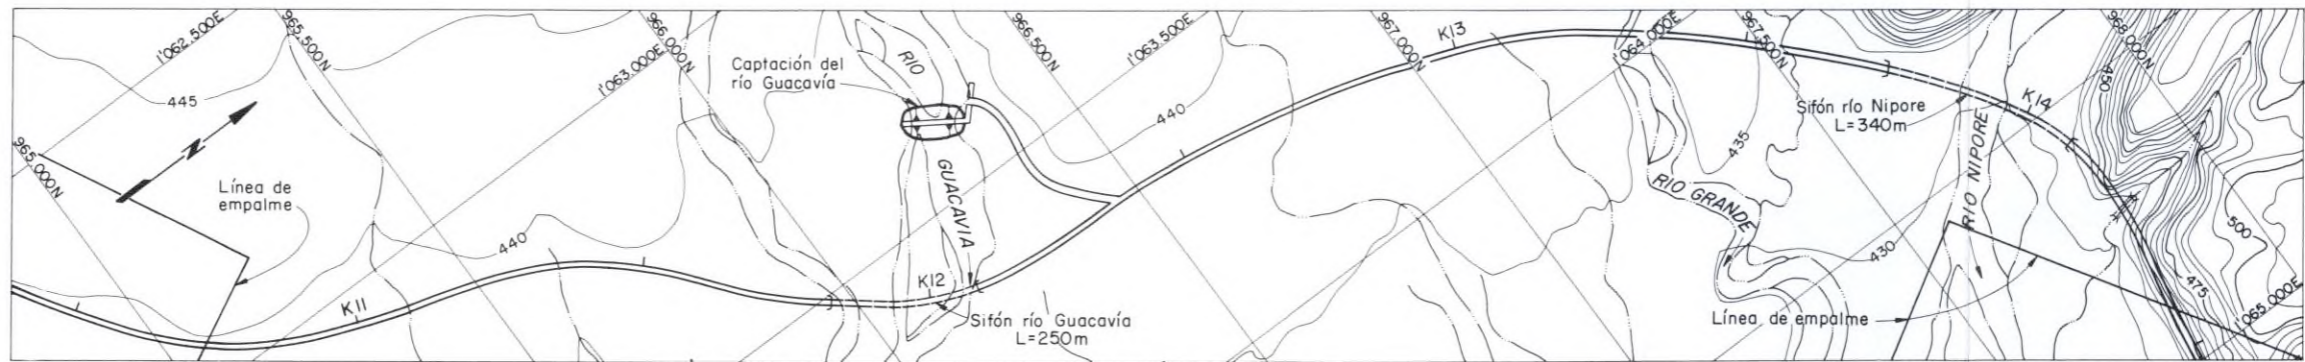 1'062.500E
965.500N
966.000N
1'063.000E
966.500N
1'063.500E
967.000N
1'064.000E
967.500N
968.000N
965.000N
445
N
Línea de
empalme
440
K11
Captación del
río Guacavía
RIO
GUACAVIA
K12
Sifón río Guacavía
L=250m
440
K13
RIO GRANDE
435
430
Sifón río Nipore
L=340m
RIO NIPORE
K14
450
500
475
1'065.000E
Línea de empalme